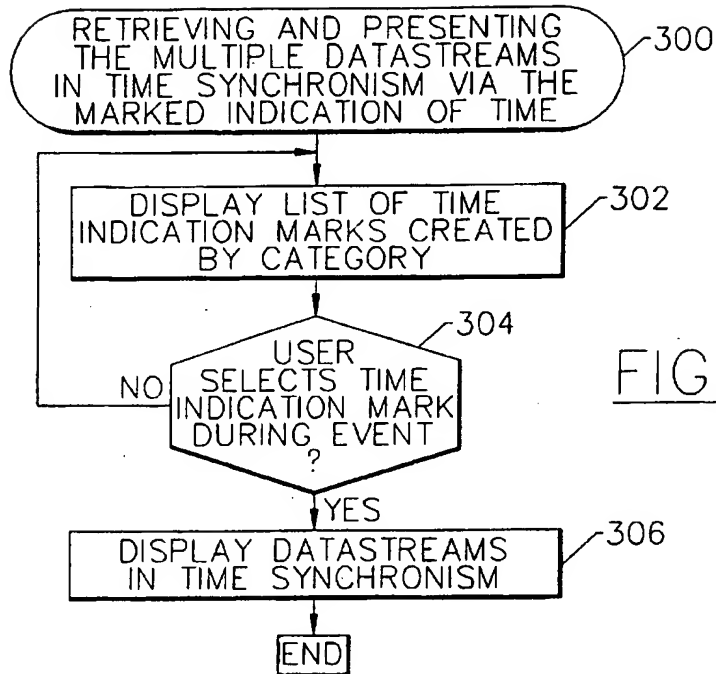 RETRIEVING AND PRESENTING
THE MULTIPLE DATASTREAMS
IN TIME SYNCHRONISM VIA THE
MARKED INDICATION OF TIME
300
DISPLAY LIST OF TIME
INDICATION MARKS CREATED
BY CATEGORY
302
304
USER
SELECTS TIME
INDICATION MARK
DURING EVENT
?
NO
FIG
YES
DISPLAY DATASTREAMS
IN TIME SYNCHRONISM
306
END